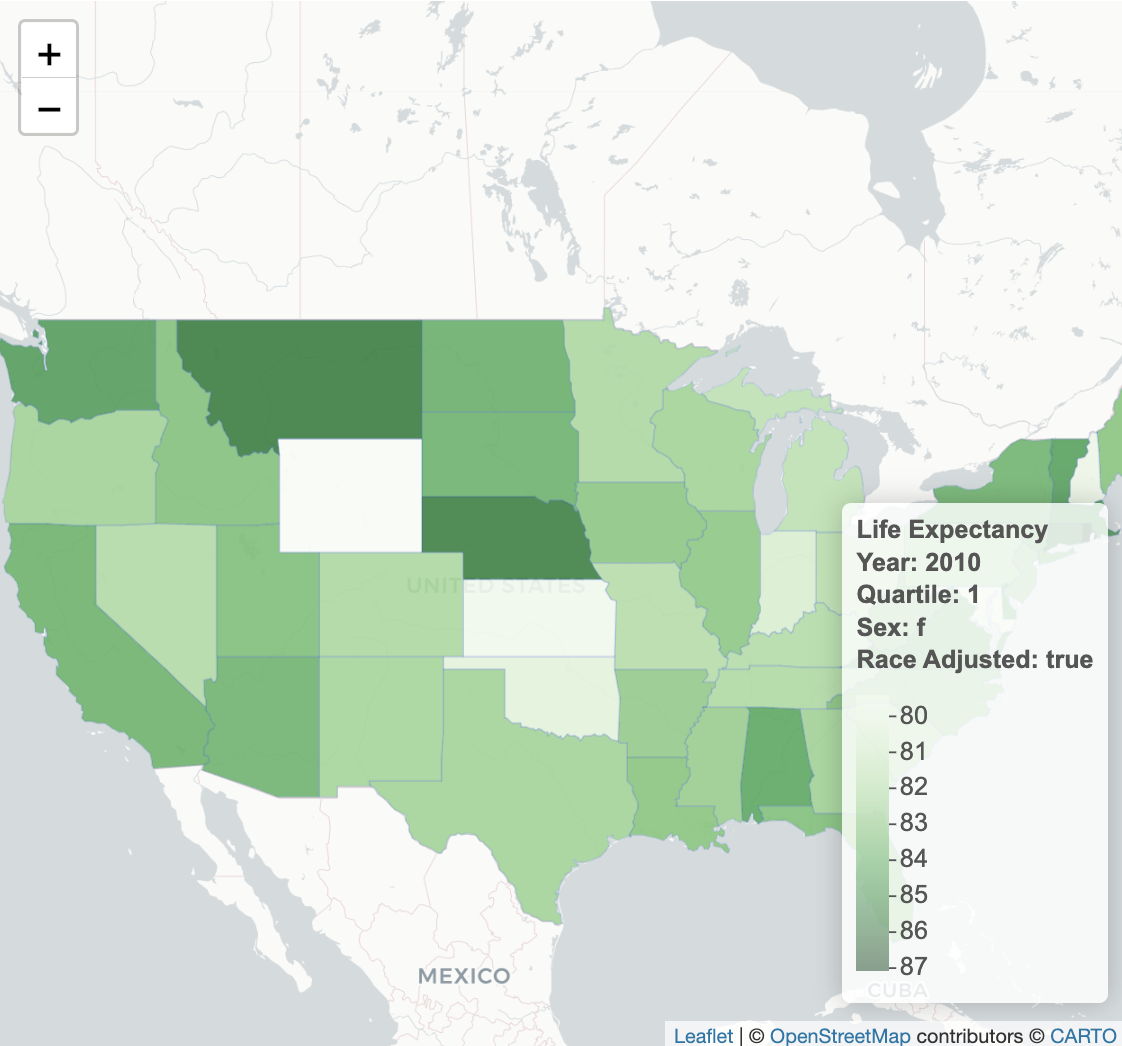 +
−
UNITED STATES
Life Expectancy
Year: 2010
Quartile: 1
Sex: f
Race Adjusted: true
80
81
82
83
84
85
86
87
MEXICO
CUBA
Leaflet | © OpenStreetMap contributors © CARTO